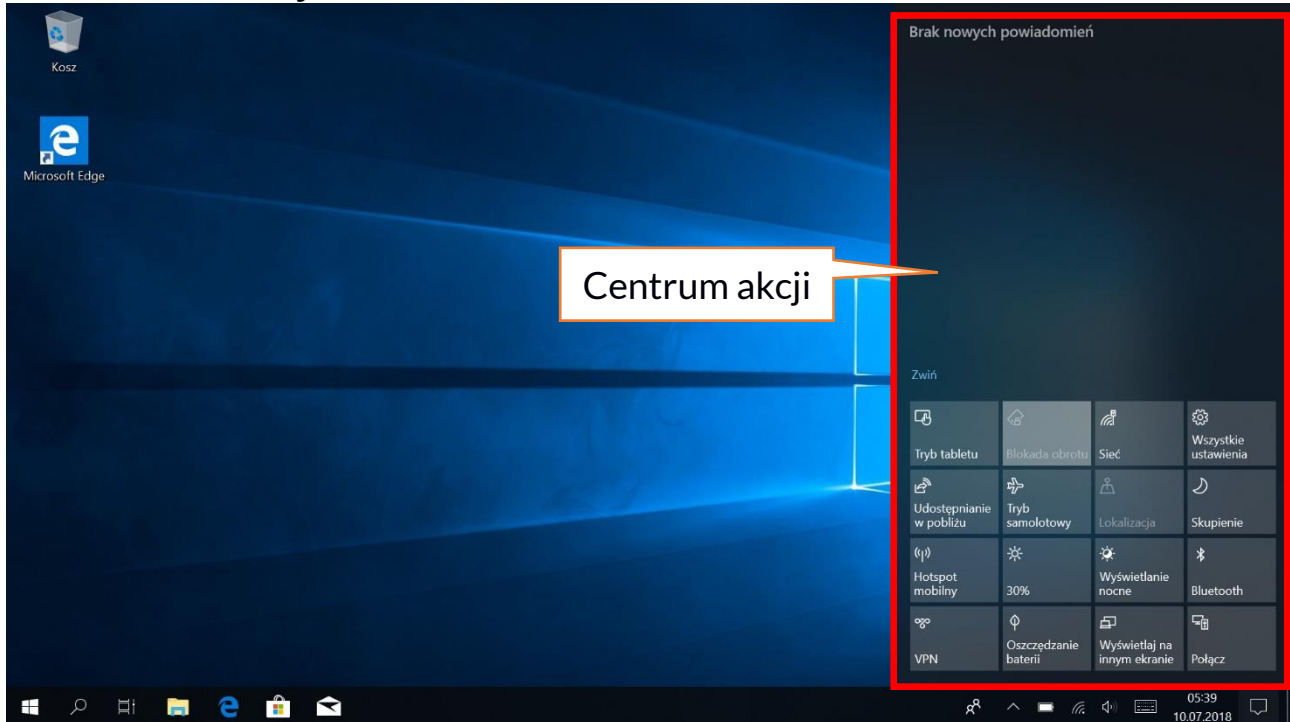 Kosz
Microsoft Edge
Brak nowych powiadomień
Centrum akcji
Zwiń
Tryb tabletu
Blokada obrotu
Sieć
Wszystkie
ustawienia
Udostępnianie
w pobliżu
Tryb
samolotowy
Lokalizacja
Skupienie
Hotspot
mobilny
30%
Wyświetlanie
nocne
Bluetooth
VPN
Oszczędzanie
baterii
Wyświetlaj na
innym ekranie
Połącz
05:39
10.07.2018